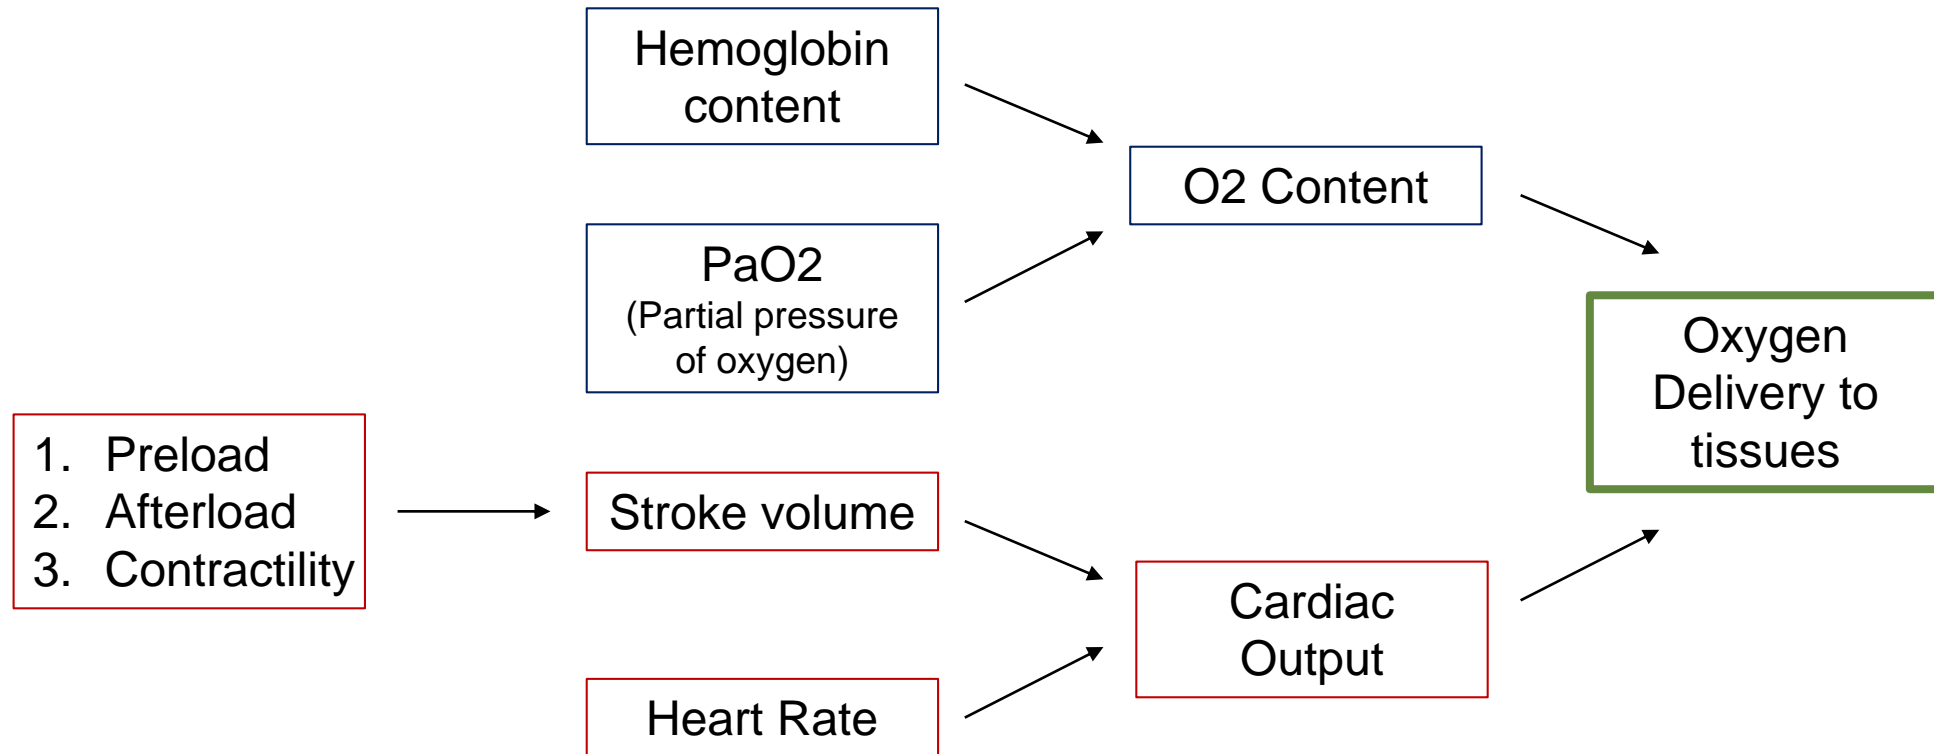 Hemoglobin
content
O2 Content
PaO2
(Partial pressure
of oxygen)
Oxygen
Delivery to
tissues
1. Preload
2. Afterload
3. Contractility
Stroke volume
Cardiac
Output
Heart Rate